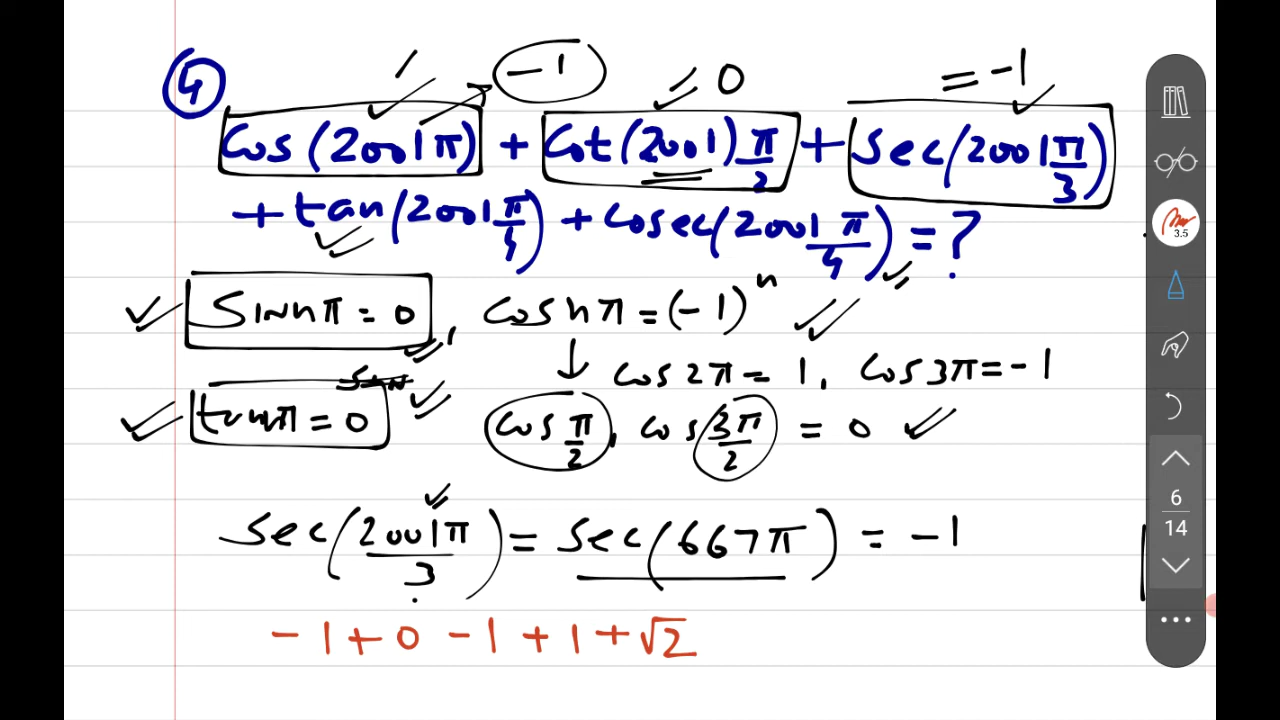 ④ -1 = 0 = -1
Cos(2001π) + Cot(2001)π/2 + Sec(2001π/3)
+ tan(2001π/4) + Cosec(2001π/4) = ?
Sin nπ = 0, Cos nπ = (-1)ⁿ
Cos 2π = 1, Cos 3π = -1
tan nπ = 0 Cos π/2, Cos 3π/2 = 0
Sec(2001π/3) = Sec(667π) = -1
-1 + 0 - 1 + 1 + √2
3.5
6
14